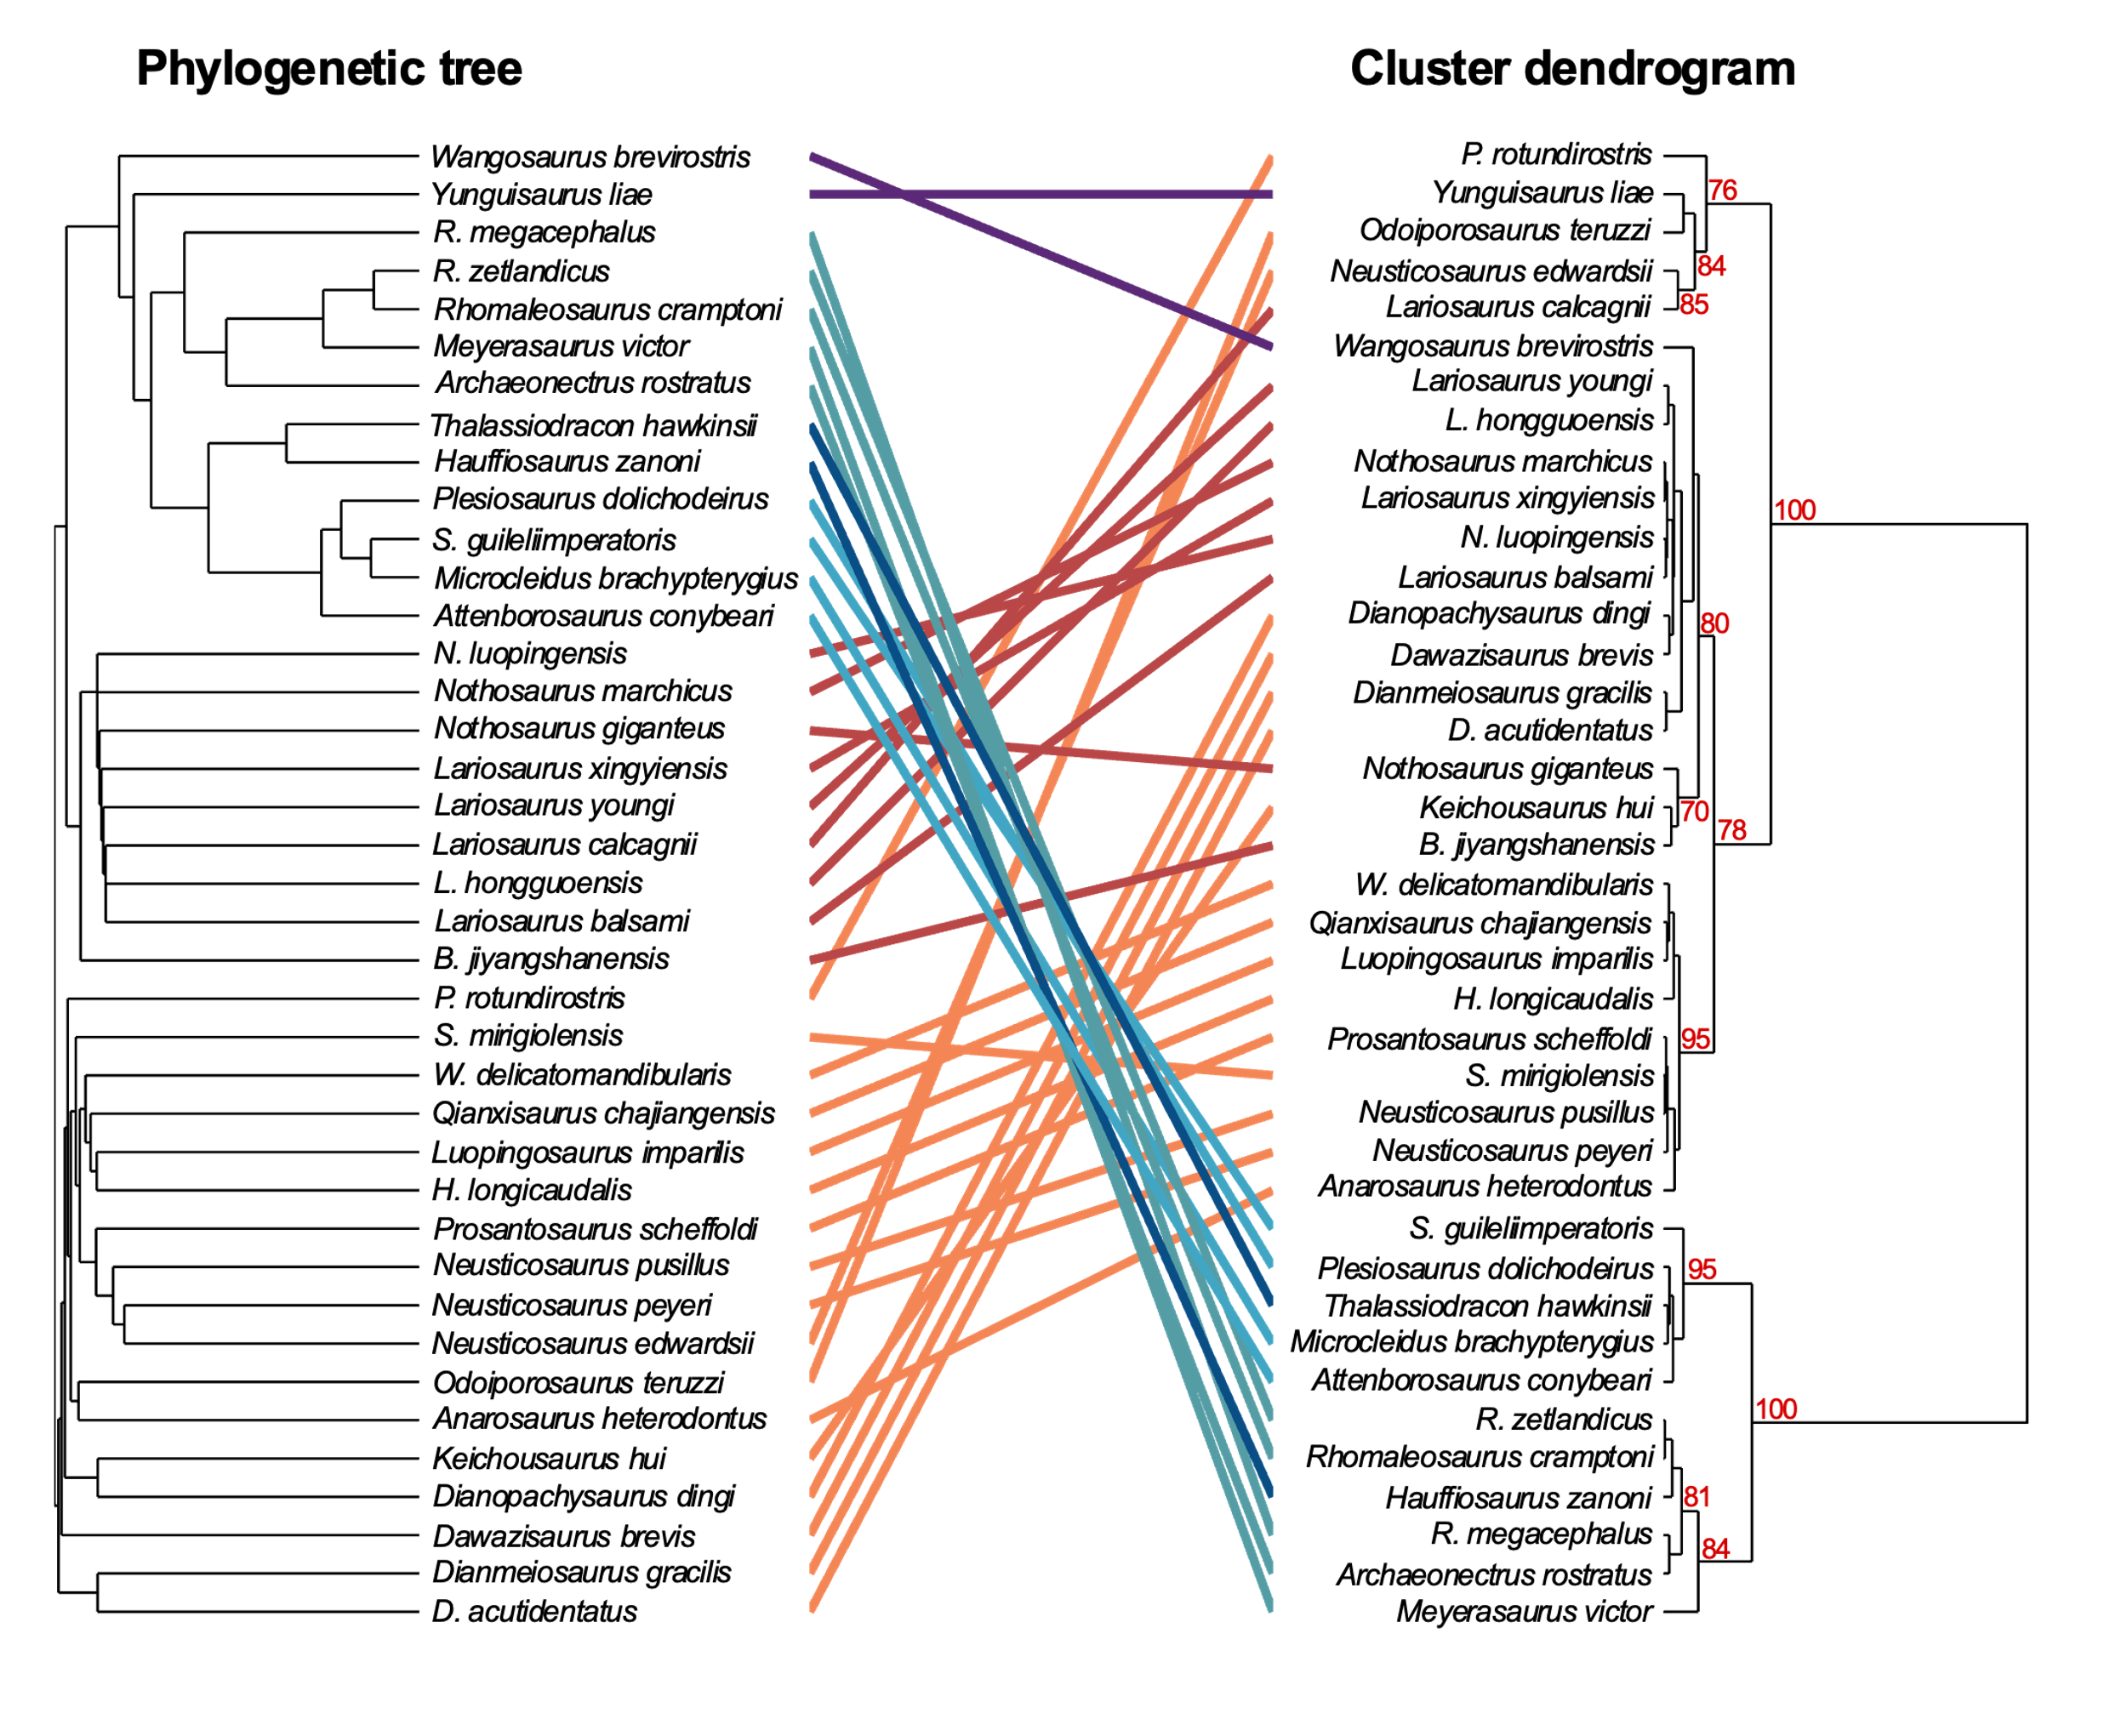 Phylogenetic tree
Wangosaurus brevirostris
Yunguisaurus liae
R. megacephalus
R. zetlandicus
Rhomaleosaurus cramptoni
Meyerasaurus victor
Archaeonectrus rostratus
Thalassiodracon hawkinsii
Hauffiosaurus zanoni
Plesiosaurus dolichodeirus
S. guileliimperatoris
Microcleidus brachypterygius
Attenborosaurus conybeari
N. luopingensis
Nothosaurus marchicus
Nothosaurus giganteus
Lariosaurus xingyiensis
Lariosaurus youngi
Lariosaurus calcagnii
L. hongguoensis
Lariosaurus balsami
B. jiyangshanensis
P. rotundirostris
S. mirigiolensis
W. delicatomandibularis
Qianxisaurus chajiangensis
Luopingosaurus imparilis
H. longicaudalis
Prosantosaurus scheffoldi
Neusticosaurus pusillus
Neusticosaurus peyeri
Neusticosaurus edwardsii
Odoiporosaurus teruzzi
Anarosaurus heterodontus
Keichousaurus hui
Dianopachysaurus dingi
Dawazisaurus brevis
Dianmeiosaurus gracilis
D. acutidentatus
Cluster dendrogram
P. rotundirostris
Yunguisaurus liae
Odoiporosaurus teruzzi
Neusticosaurus edwardsii
Lariosaurus calcagnii
Wangosaurus brevirostris
Lariosaurus youngi
L. hongguoensis
Nothosaurus marchicus
Lariosaurus xingyiensis
N. luopingensis
Lariosaurus balsami
Dianopachysaurus dingi
Dawazisaurus brevis
Dianmeiosaurus gracilis
D. acutidentatus
Nothosaurus giganteus
Keichousaurus hui
B. jiyangshanensis
W. delicatomandibularis
Qianxisaurus chajiangensis
Luopingosaurus imparilis
H. longicaudalis
Prosantosaurus scheffoldi
S. mirigiolensis
Neusticosaurus pusillus
Neusticosaurus peyeri
Anarosaurus heterodontus
S. guileliimperatoris
Plesiosaurus dolichodeirus
Thalassiodracon hawkinsii
Microcleidus brachypterygius
Attenborosaurus conybeari
R. zetlandicus
Rhomaleosaurus cramptoni
Hauffiosaurus zanoni
R. megacephalus
Archaeonectrus rostratus
Meyerasaurus victor
76
84
85
100
80
70
78
95
95
100
81
84